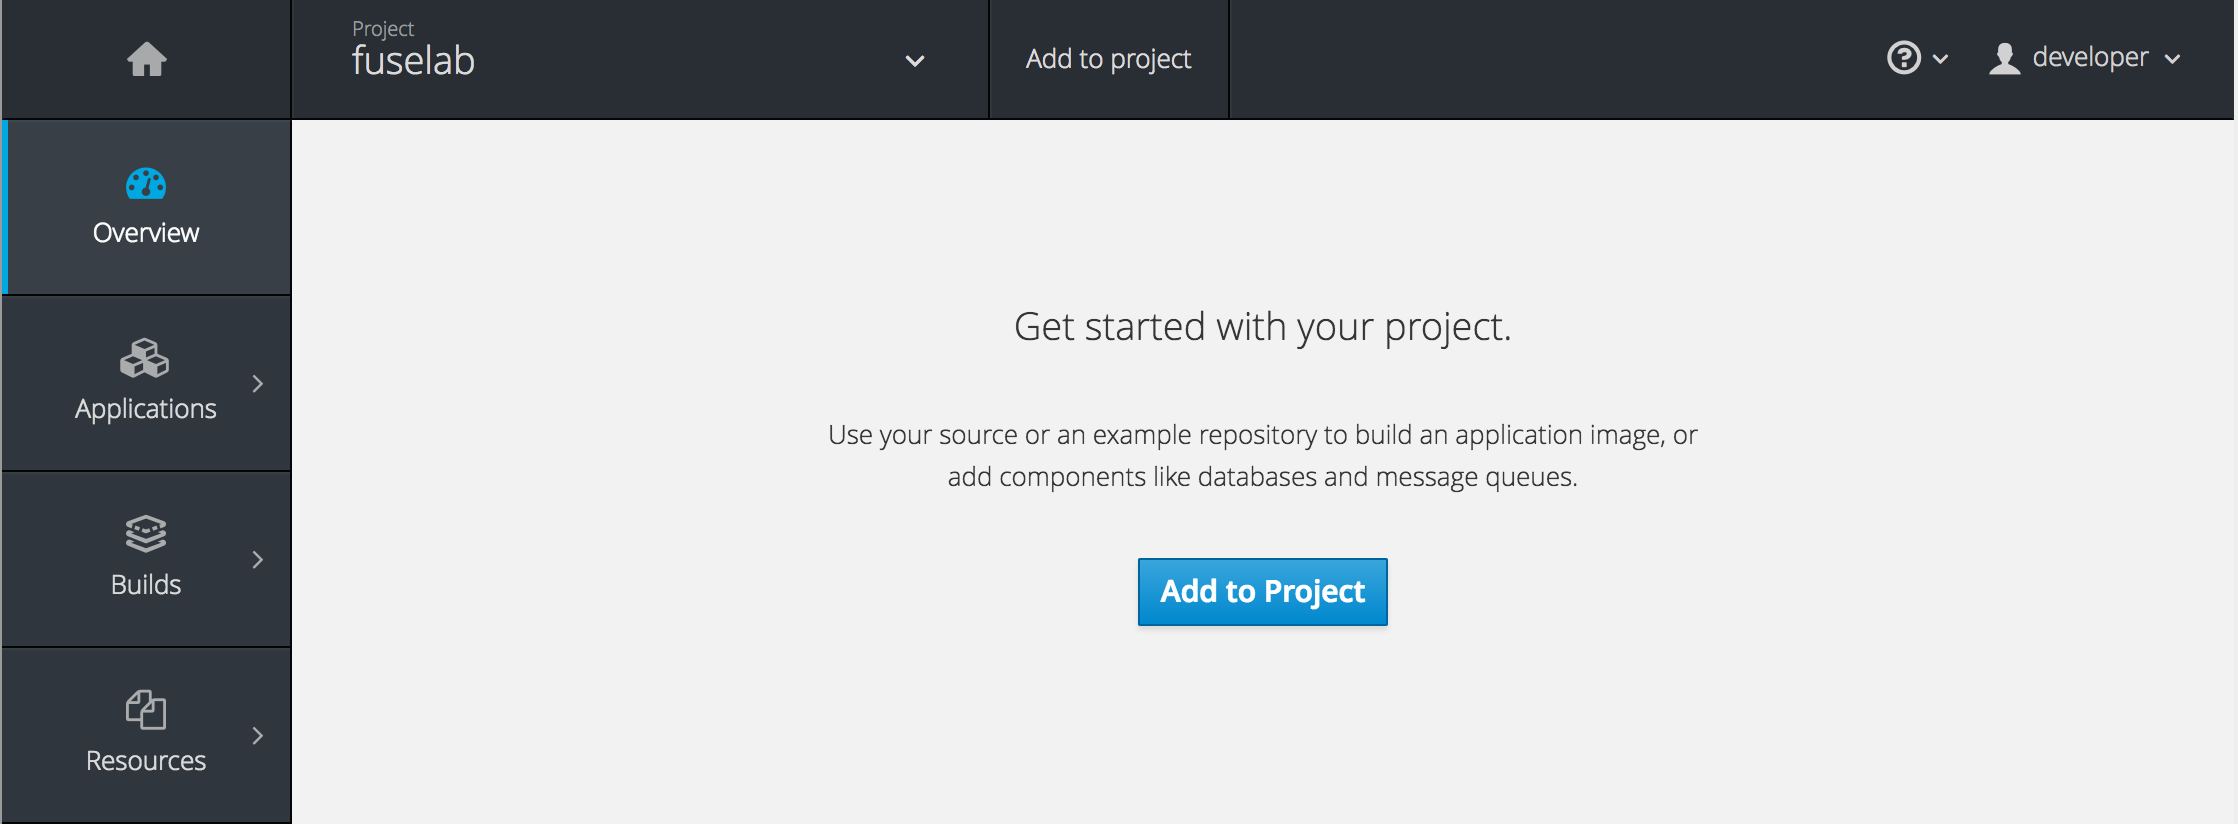 Project
fuselab
Add to project
developer
Overview
Applications
Builds
Resources
Get started with your project.
Use your source or an example repository to build an application image, or
add components like databases and message queues.
Add to Project